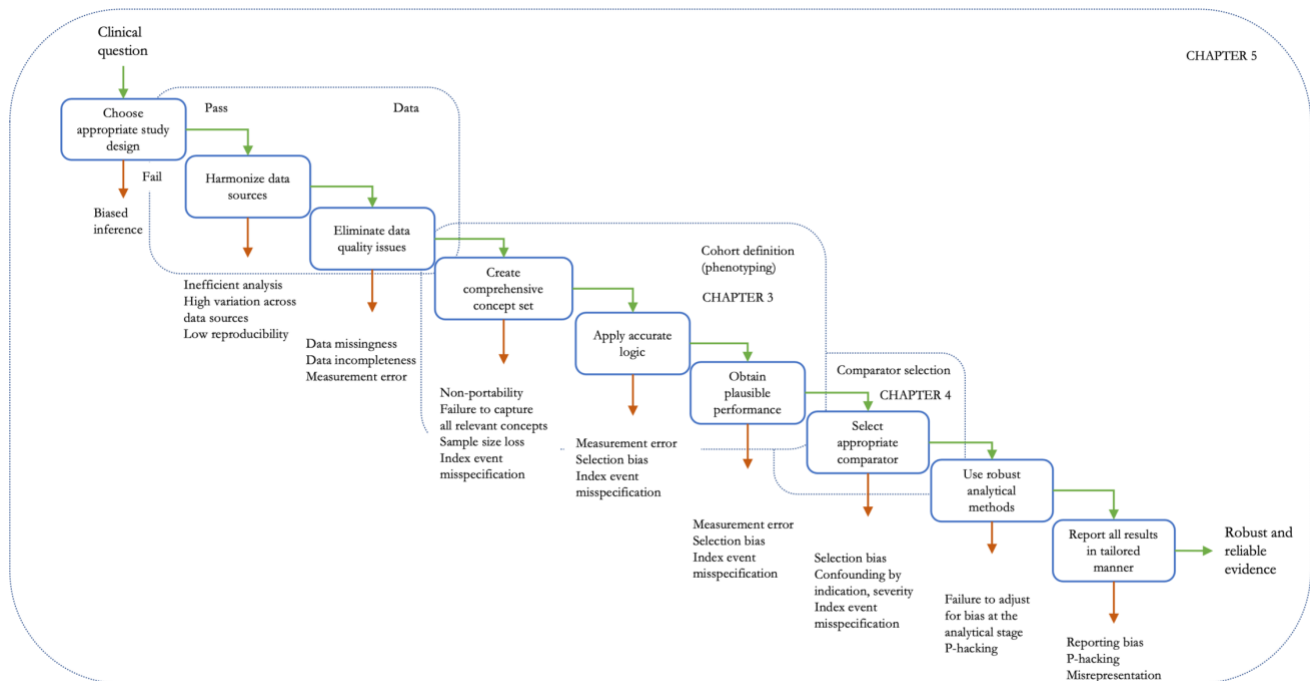 Clinical
question
CHAPTER 5
Choose
appropriate study
design
Pass
Data
Fail
Biased
inference
Harmonize data
sources
Inefficient analysis
High variation across
data sources
Low reproducibility
Eliminate data
quality issues
Data missingness
Data incompleteness
Measurement error
Cohort definition
(phenotyping)
CHAPTER 3
Create
comprehensive
concept set
Non-portability
Failure to capture
all relevant concepts
Sample size loss
Index event
misspecification
Apply accurate
logic
Measurement error
Selection bias
Index event
misspecification
Obtain
plausible
performance
Measurement error
Selection bias
Index event
misspecification
Comparator selection
CHAPTER 4
Select
appropriate
comparator
Selection bias
Confounding by
indication, severity
Index event
misspecification
Use robust
analytical
methods
Failure to adjust
for bias at the
analytical stage
P-hacking
Report all results
in tailored
manner
Reporting bias
P-hacking
Misrepresentation
Robust and
reliable
evidence